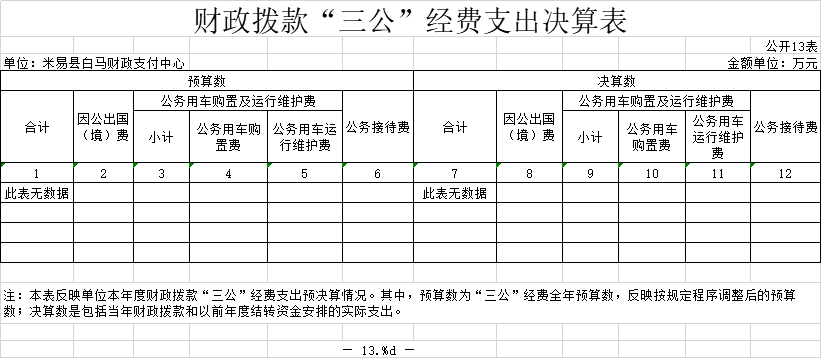 财政拨款“三公”经费支出决算表
公开13表
单位：米易县白马财政支付中心 金额单位：万元
预算数 决算数
合计 因公出国（境）费 公务用车购置及运行维护费 公务接待费 合计 因公出国（境）费 公务用车购置及运行维护费 公务接待费
小计 公务用车购置费 公务用车运行维护费 小计 公务用车购置费 公务用车运行维护费
1 2 3 4 5 6 7 8 9 10 11 12
此表无数据 此表无数据
注：本表反映单位本年度财政拨款“三公”经费支出预决算情况。其中，预算数为“三公”经费全年预算数，反映按规定程序调整后的预算
数；决算数是包括当年财政拨款和以前年度结转资金安排的实际支出。
— 13.%d —